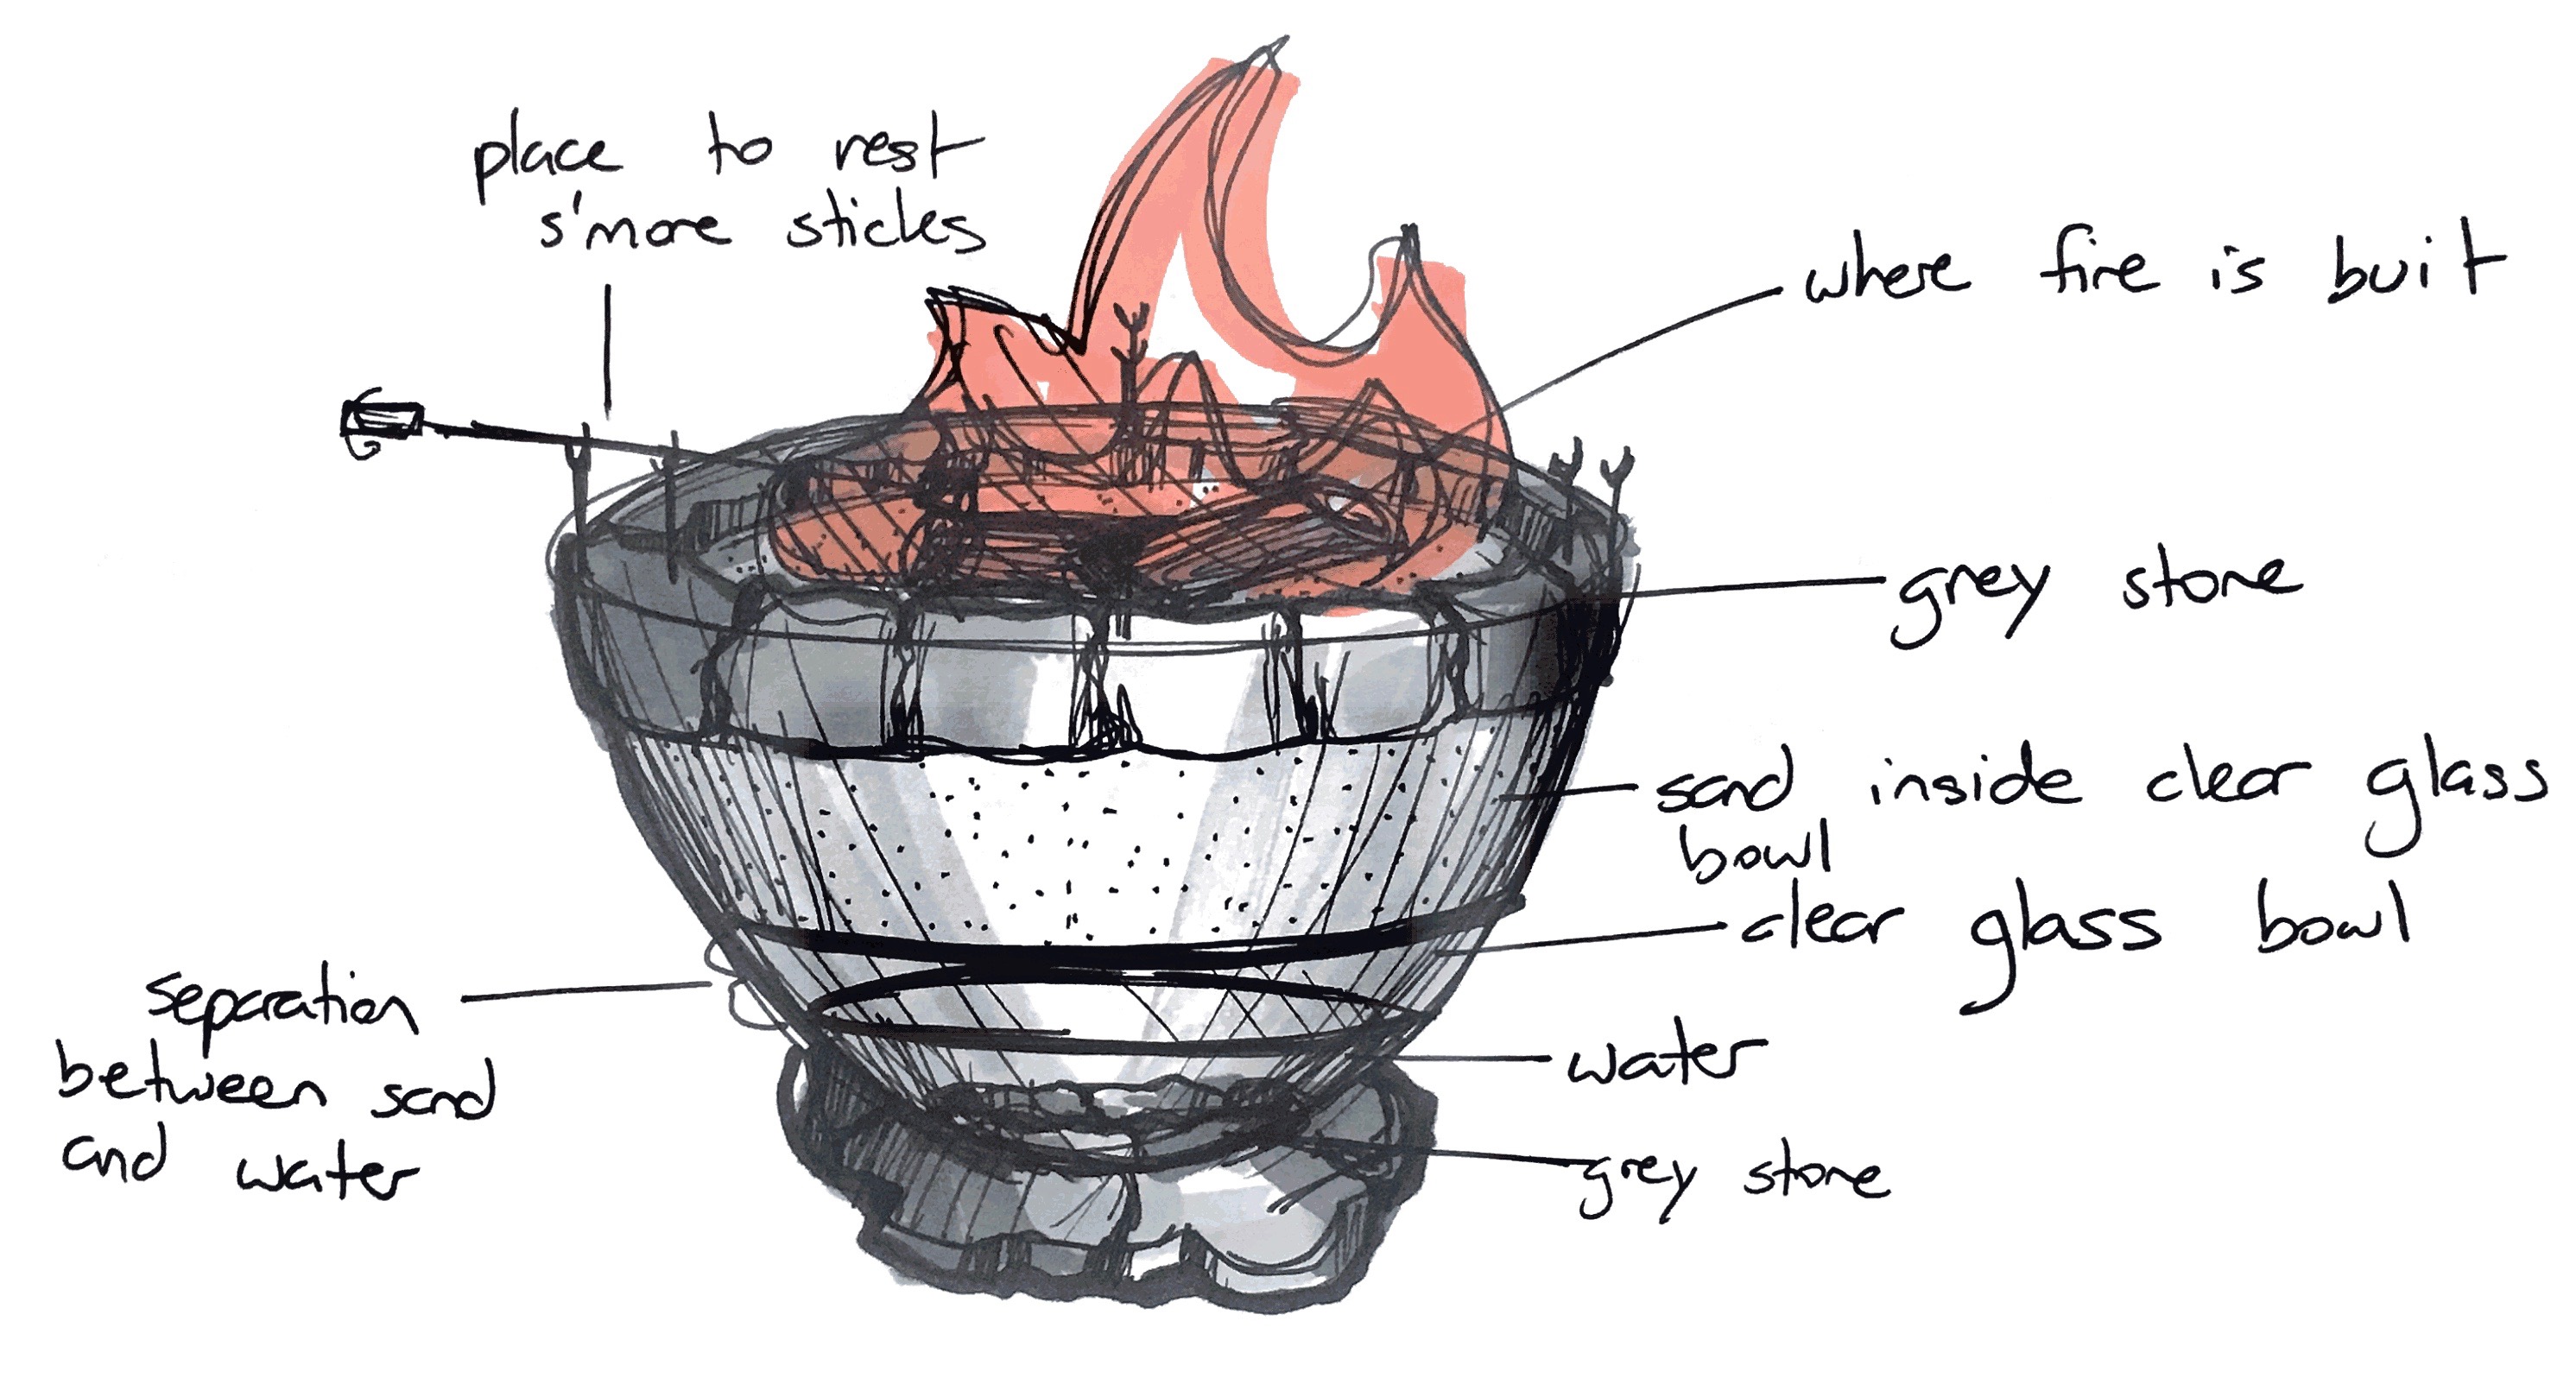 place to rest
s'more sticks
where fire is built
grey stone
sand inside clear glass
bowl
clear glass bowl
separation
between sand
and water
water
grey stone